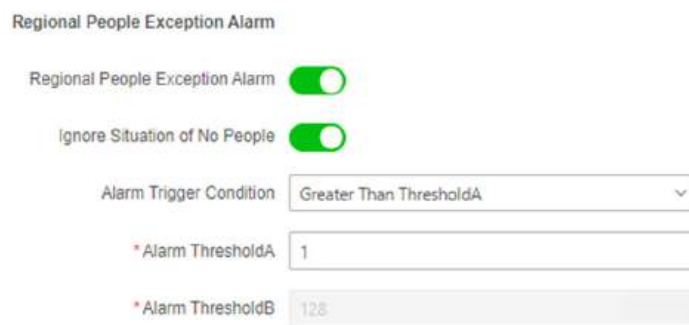 Regional People Exception Alarm
Regional People Exception Alarm
Ignore Situation of No People
Alarm Trigger Condition Greater Than ThresholdA
*Alarm ThresholdA 1
*Alarm ThresholdB 128